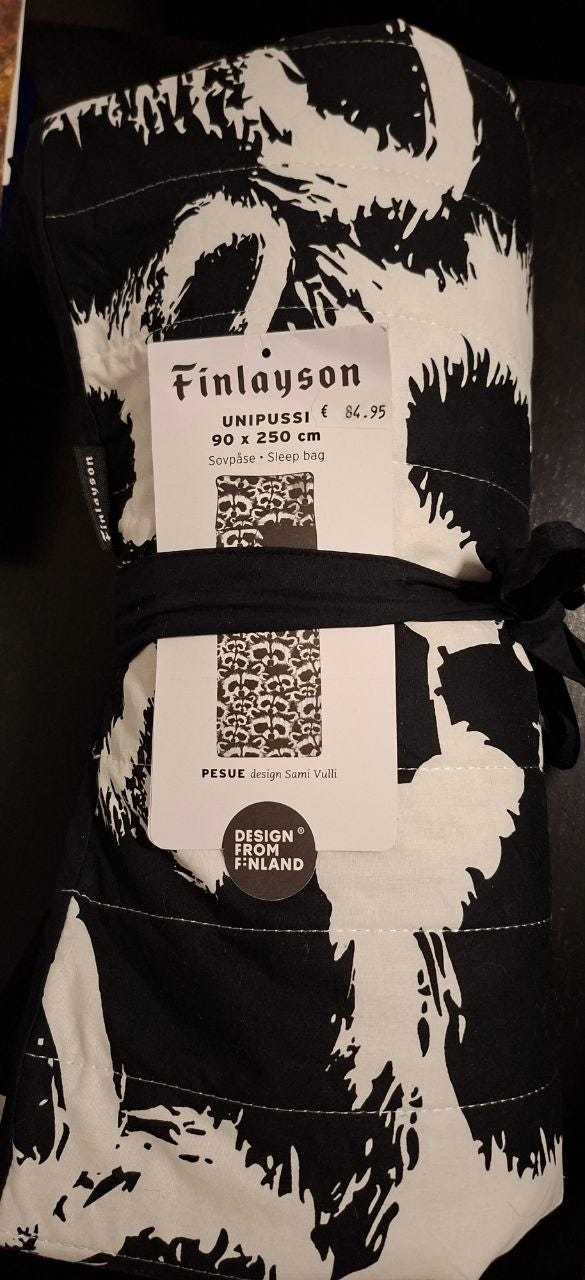 Finlayson
UNIPUSSI € 84.95
90 x 250 cm
Sovpåse • Sleep bag
Finlayson
PESUE design Sami Vulli
DESIGN ®
FROM
FINLAND